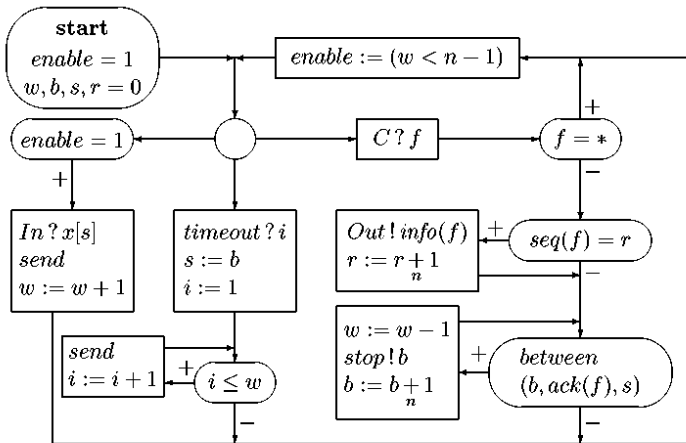 start
enable = 1
w, b, s, r = 0
enable := (w < n − 1)
+
enable = 1
C ? f
f = *
+
−
In ? x[s]
send
w := w + 1
timeout ? i
s := b
i := 1
Out ! info(f)
r := r + 1
n
+
seq(f) = r
−
send
i := i + 1
+
i ≤ w
−
w := w − 1
stop ! b
b := b + 1
n
+
between
(b, ack(f), s)
−